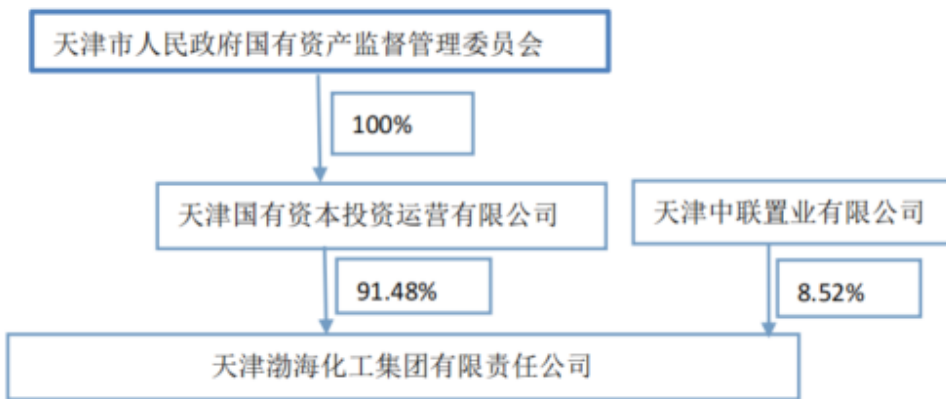 天津市人民政府国有资产监督管理委员会
100%
天津国有资本投资运营有限公司
天津中联置业有限公司
91.48%
8.52%
天津渤海化工集团有限责任公司